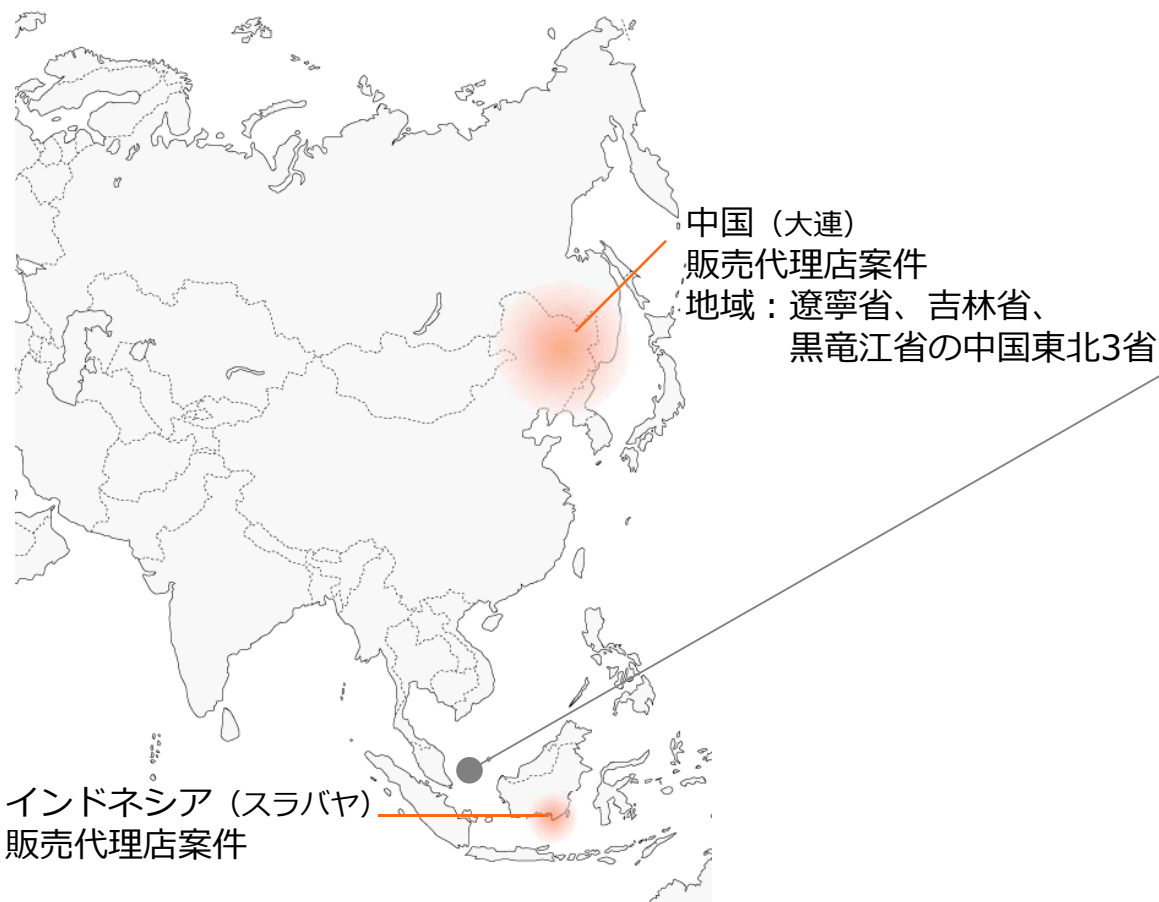 中国（大連）
販売代理店案件
地域：遼寧省、吉林省、
黒竜江省の中国東北3省
インドネシア（スラバヤ）
販売代理店案件